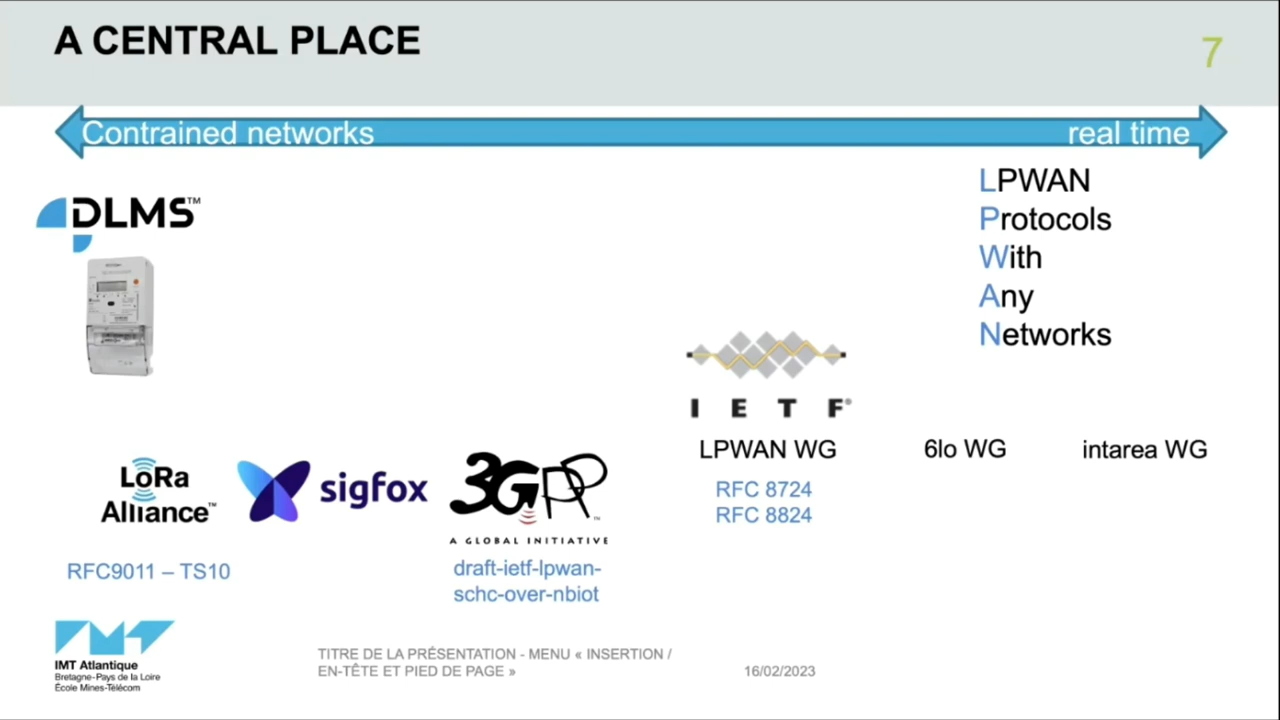 A CENTRAL PLACE
7
Contrained networks
real time
DLMS™
LPWAN
Protocols
With
Any
Networks
IETF®
LPWAN WG
6lo WG
intarea WG
RFC 8724
RFC 8824
LoRa
Alliance™
sigfox
3GPP™
A GLOBAL INITIATIVE
RFC9011 – TS10
draft-ietf-lpwan-
schc-over-nbiot
IMT Atlantique
Bretagne-Pays de la Loire
École Mines-Télécom
TITRE DE LA PRÉSENTATION - MENU « INSERTION /
EN-TÊTE ET PIED DE PAGE »
16/02/2023